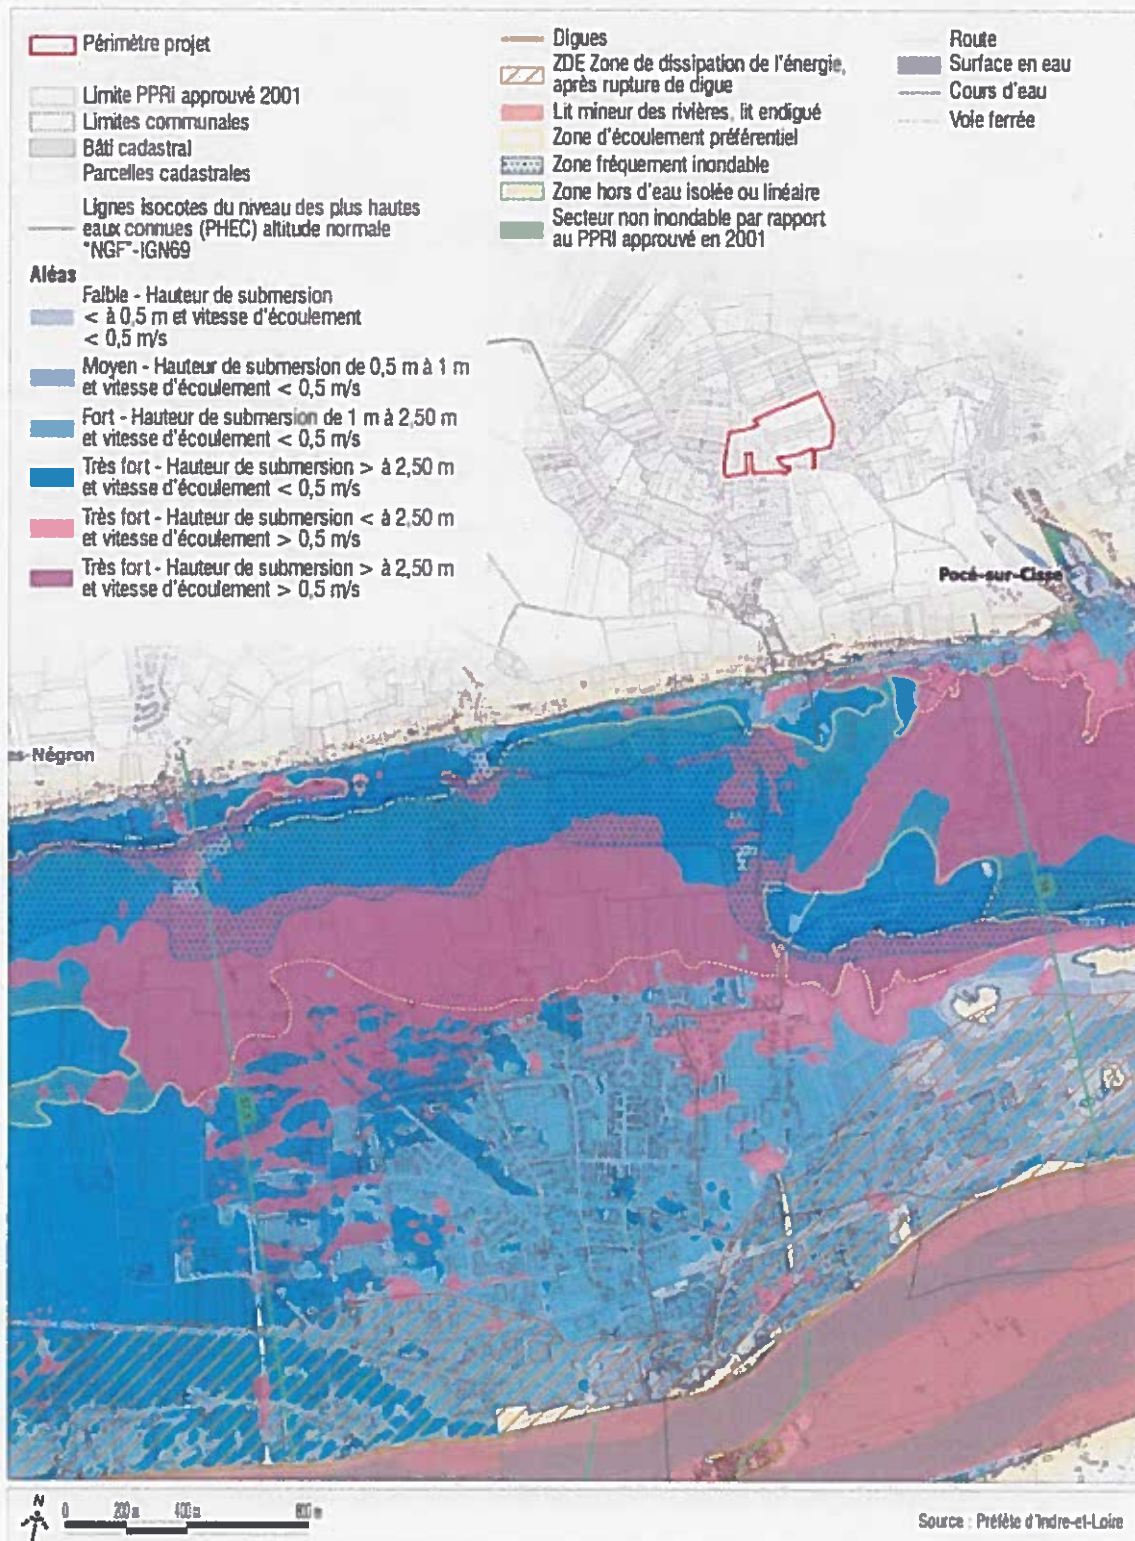 Périmètre projet
Limite PPRi approuvé 2001
Limites communales
Bâti cadastral
Parcelles cadastrales
Lignes isocotes du niveau des plus hautes
eaux connues (PHEC) altitude normale
"NGF"-IGN69
Aléas
Faible - Hauteur de submersion
< à 0,5 m et vitesse d'écoulement
< 0,5 m/s
Moyen - Hauteur de submersion de 0,5 m à 1 m
et vitesse d'écoulement < 0,5 m/s
Fort - Hauteur de submersion de 1 m à 2,50 m
et vitesse d'écoulement < 0,5 m/s
Très fort - Hauteur de submersion > à 2,50 m
et vitesse d'écoulement < 0,5 m/s
Très fort - Hauteur de submersion < à 2,50 m
et vitesse d'écoulement > 0,5 m/s
Très fort - Hauteur de submersion > à 2,50 m
et vitesse d'écoulement > 0,5 m/s
Digues
ZDE Zone de dissipation de l'énergie,
après rupture de digue
Lit mineur des rivières, lit endigué
Zone d'écoulement préférentiel
Zone fréquement inondable
Zone hors d'eau isolée ou linéaire
Secteur non inondable par rapport
au PPRI approuvé en 2001
Route
Surface en eau
Cours d'eau
Voie ferrée
Pocé-sur-Cisse
es-Négron
N
0 200 m 400 m 800 m
Source : Préfète d'Indre-et-Loire